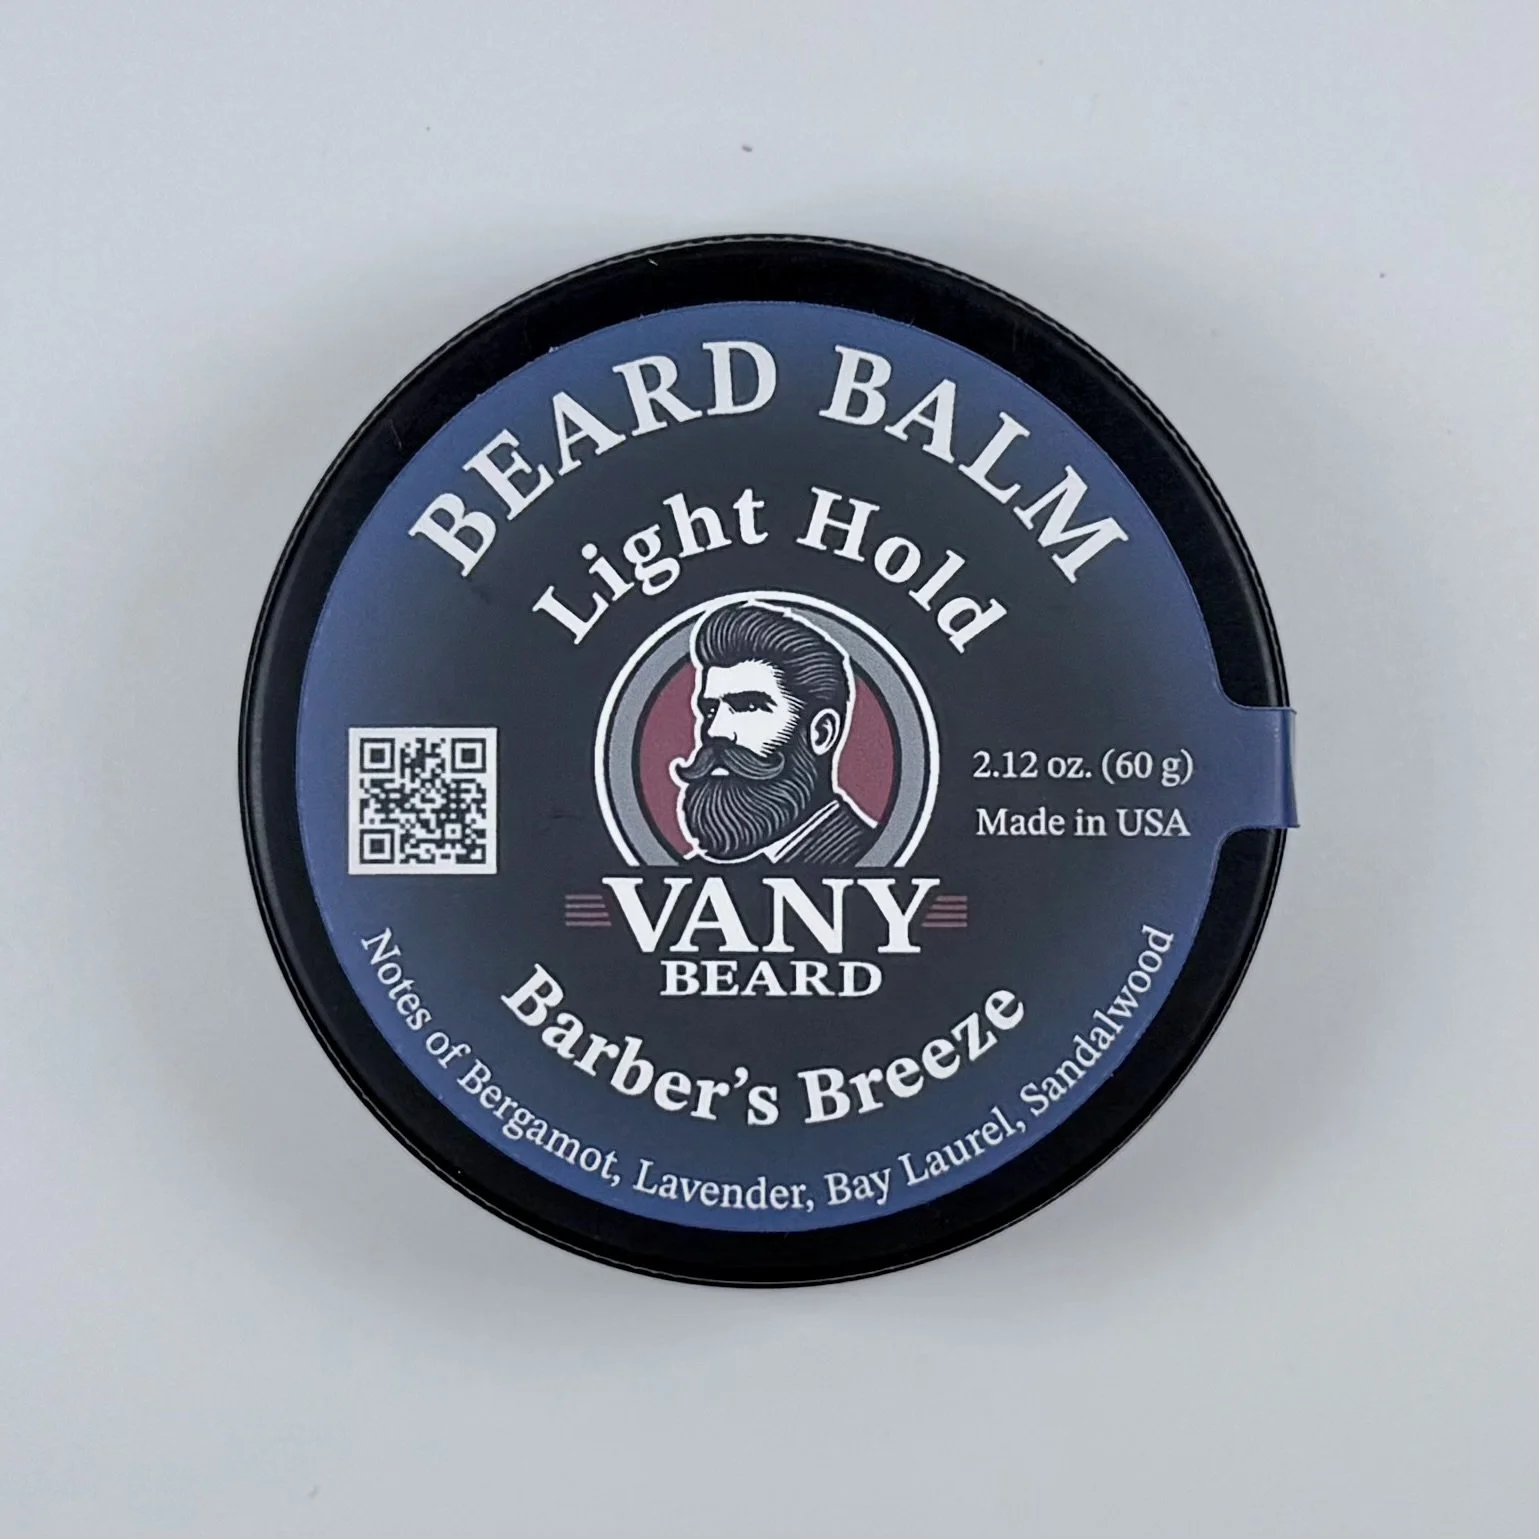 BEARD BALM
Light Hold
2.12 oz. (60 g)
Made in USA
VANY
BEARD
Barber’s Breeze
Notes of Bergamot, Lavender, Bay Laurel, Sandalwood